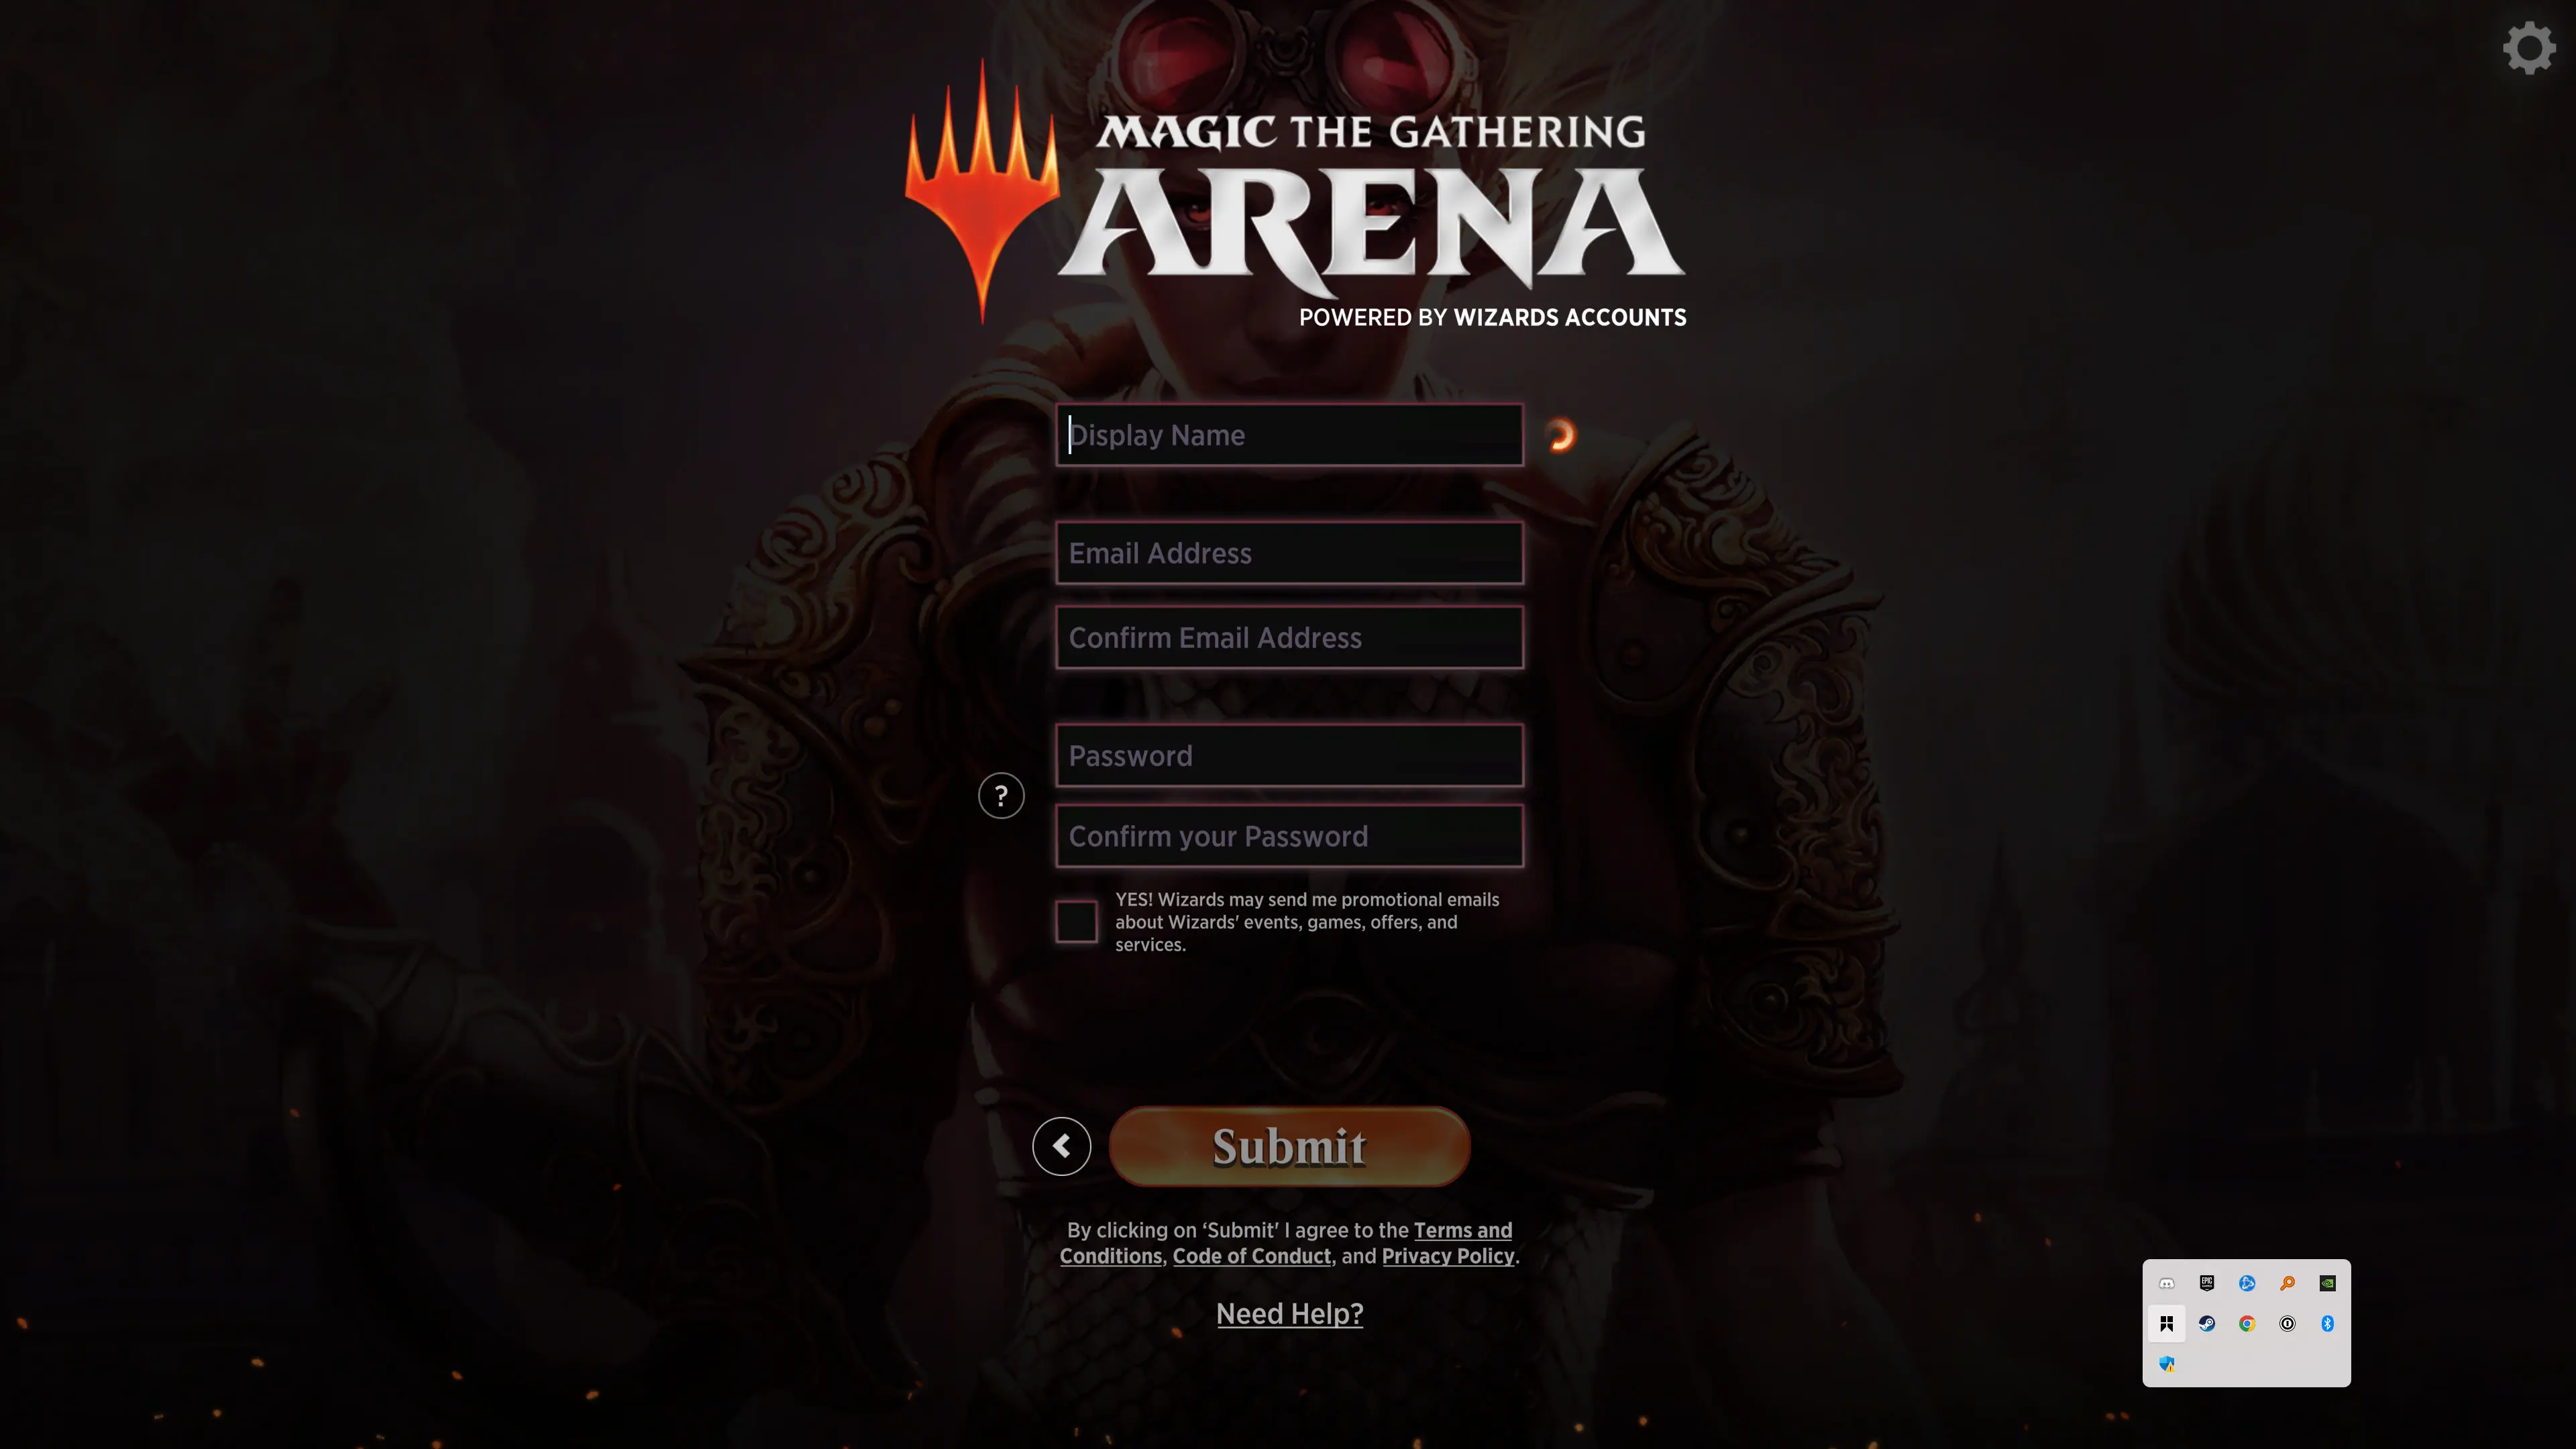 MAGIC THE GATHERING
ARENA
POWERED BY WIZARDS ACCOUNTS
Display Name
Email Address
Confirm Email Address
Password
?
Confirm your Password
YES! Wizards may send me promotional emails
about Wizards' events, games, offers, and
services.
Submit
By clicking on ‘Submit' I agree to the Terms and
Conditions, Code of Conduct, and Privacy Policy.
Need Help?
EPIC